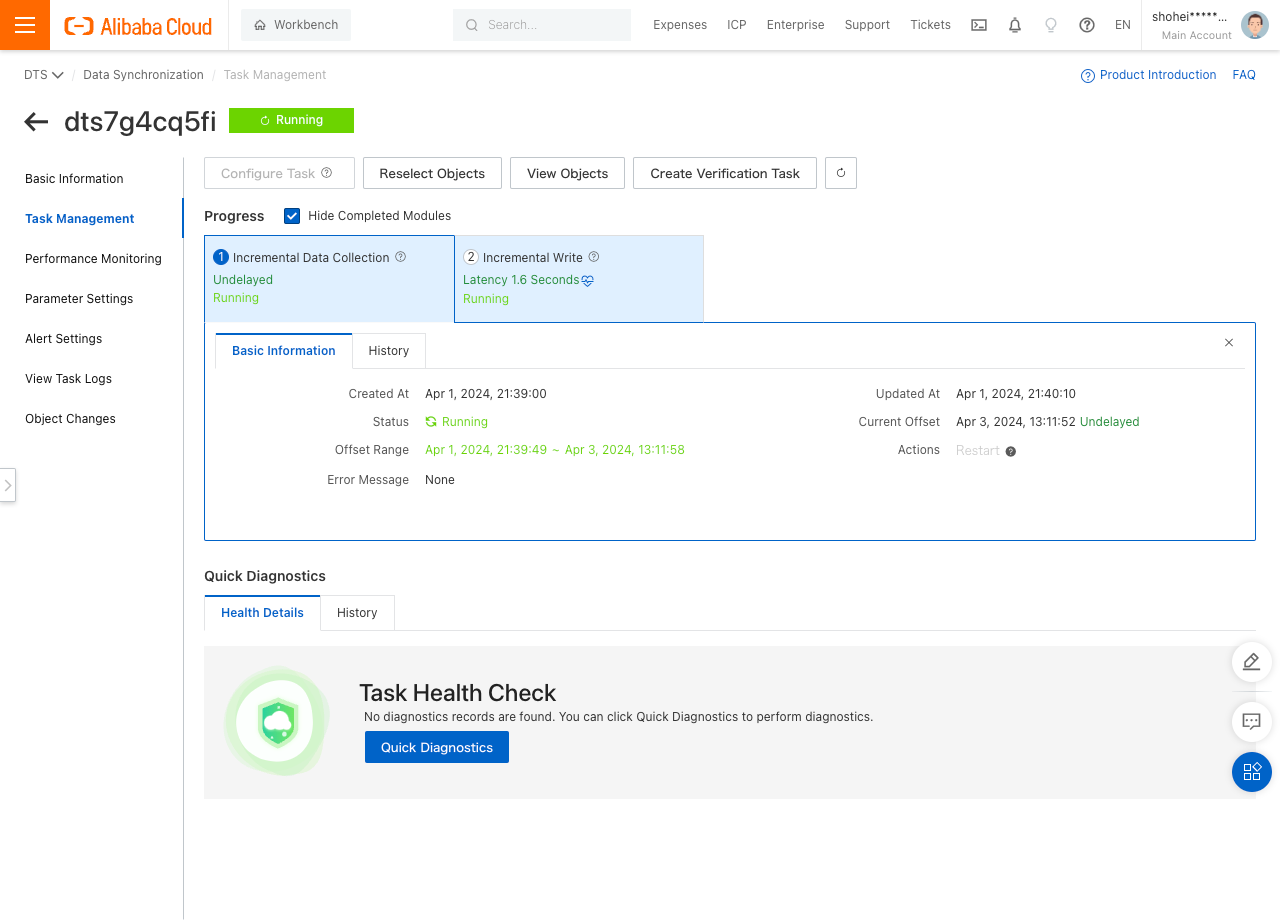 Alibaba Cloud
Workbench
Search...
Expenses ICP Enterprise Support Tickets EN
shohei*****...
Main Account
DTS / Data Synchronization / Task Management
Product Introduction FAQ
dts7g4cq5fi Running
Basic Information
Task Management
Performance Monitoring
Parameter Settings
Alert Settings
View Task Logs
Object Changes
Configure Task Reselect Objects View Objects Create Verification Task
Progress Hide Completed Modules
1 Incremental Data Collection
Undelayed
Running
2 Incremental Write
Latency 1.6 Seconds
Running
Basic Information History
Created At Apr 1, 2024, 21:39:00
Updated At Apr 1, 2024, 21:40:10
Status Running
Current Offset Apr 3, 2024, 13:11:52 Undelayed
Offset Range Apr 1, 2024, 21:39:49 ~ Apr 3, 2024, 13:11:58
Actions Restart
Error Message None
Quick Diagnostics
Health Details History
Task Health Check
No diagnostics records are found. You can click Quick Diagnostics to perform diagnostics.
Quick Diagnostics